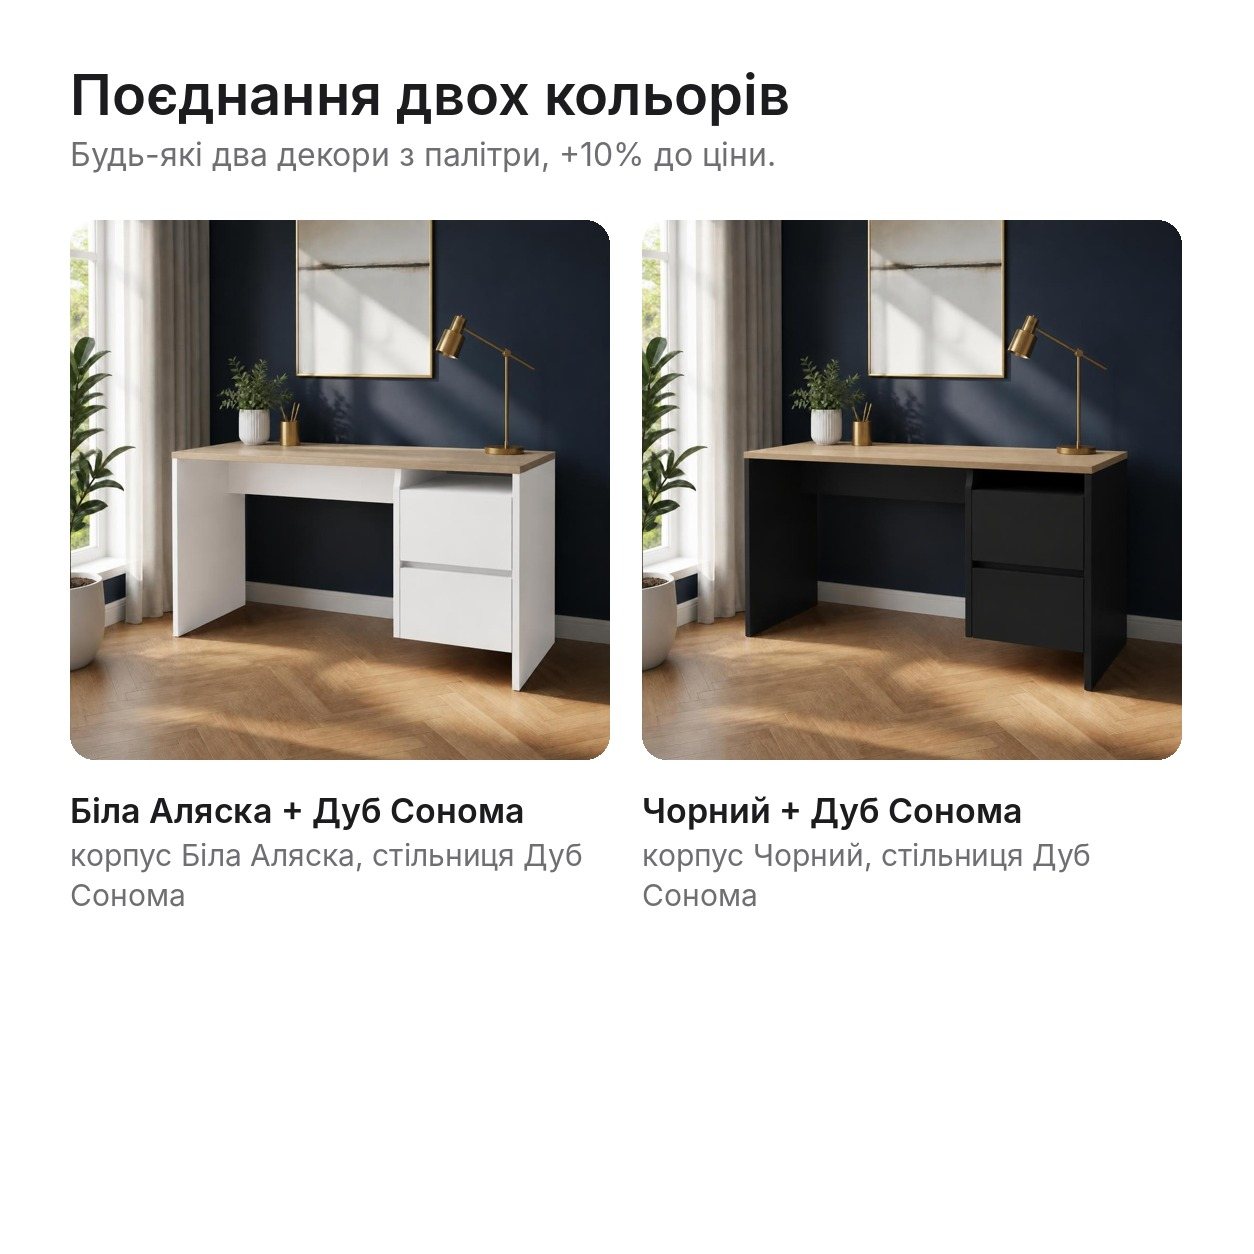 Поєднання двох кольорів
Будь-які два декори з палітри, +10% до ціни.
Біла Аляска + Дуб Сонома
корпус Біла Аляска, стільниця Дуб
Сонома
Чорний + Дуб Сонома
корпус Чорний, стільниця Дуб
Сонома